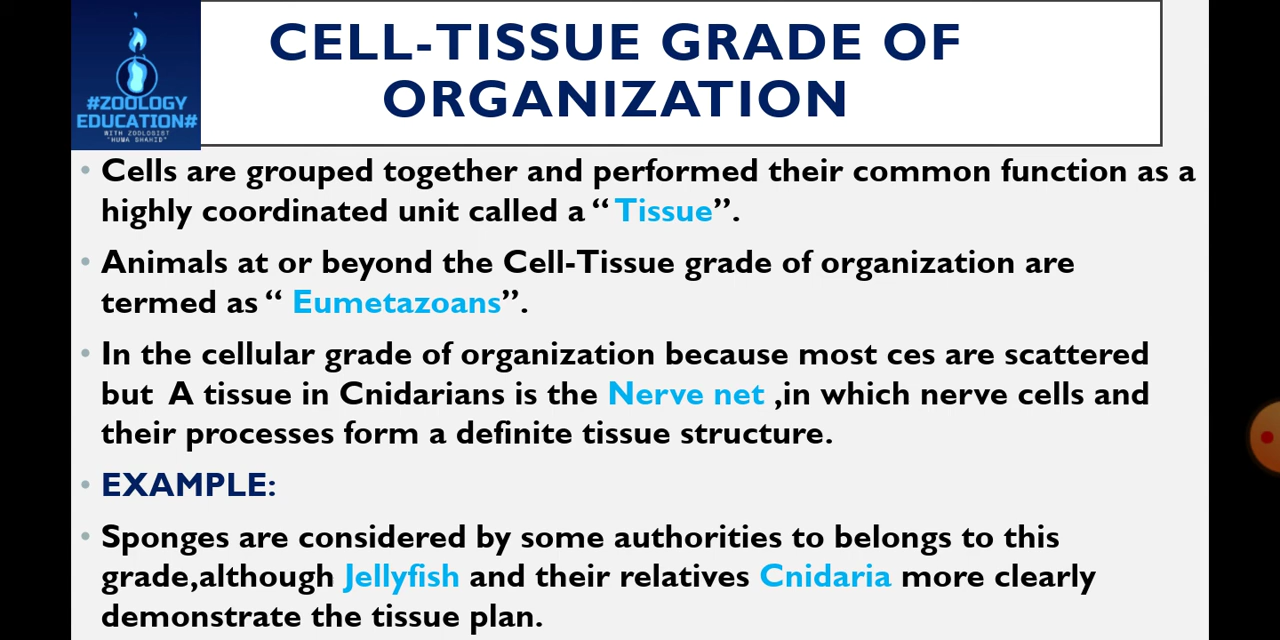 #ZOOLOGY
EDUCATION#
WITH ZOOLOGIST
"HUMA SHAHID"
CELL-TISSUE GRADE OF
ORGANIZATION
• Cells are grouped together and performed their common function as a
highly coordinated unit called a “ Tissue”.
• Animals at or beyond the Cell-Tissue grade of organization are
termed as “ Eumetazoans”.
• In the cellular grade of organization because most ces are scattered
but A tissue in Cnidarians is the Nerve net ,in which nerve cells and
their processes form a definite tissue structure.
• EXAMPLE:
• Sponges are considered by some authorities to belongs to this
grade,although Jellyfish and their relatives Cnidaria more clearly
demonstrate the tissue plan.